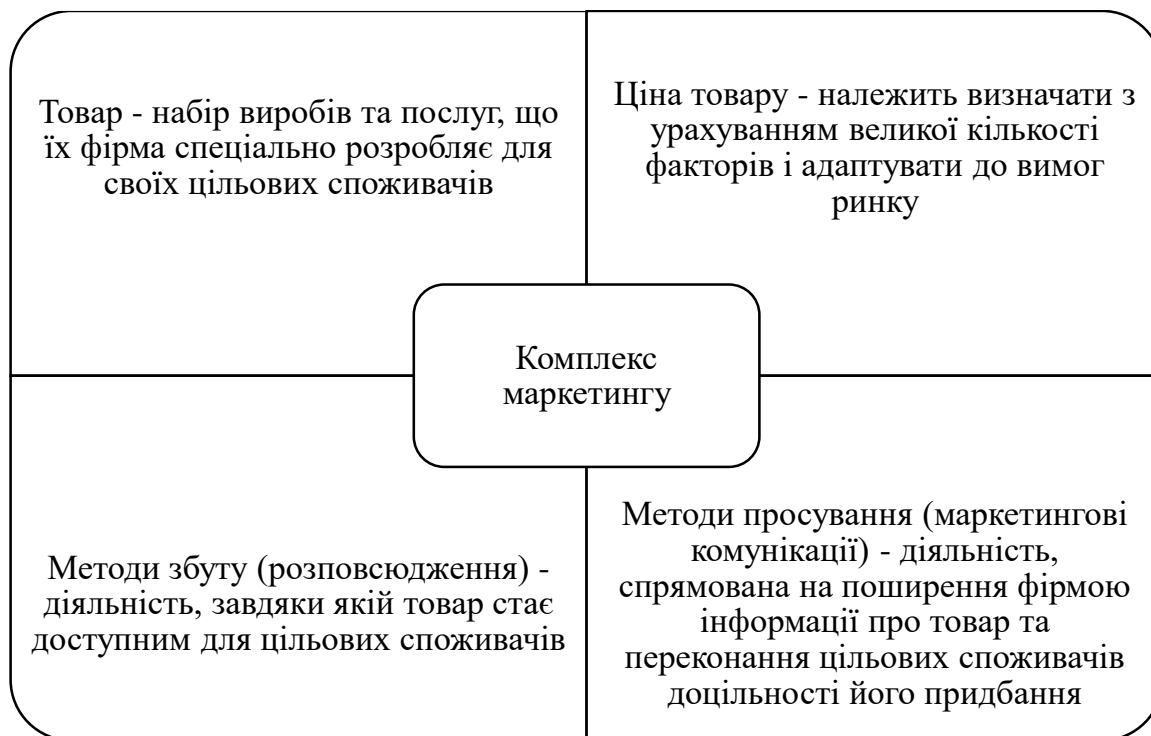 Товар - набір виробів та послуг, що
їх фірма спеціально розробляє для
своїх цільових споживачів
Ціна товару - належить визначати з
урахуванням великої кількості
факторів і адаптувати до вимог
ринку
Комплекс
маркетингу
Методи збуту (розповсюдження) -
діяльність, завдяки якій товар стає
доступним для цільових споживачів
Методи просування (маркетингові
комунікації) - діяльність,
спрямована на поширення фірмою
інформації про товар та
переконання цільових споживачів
доцільності його придбання